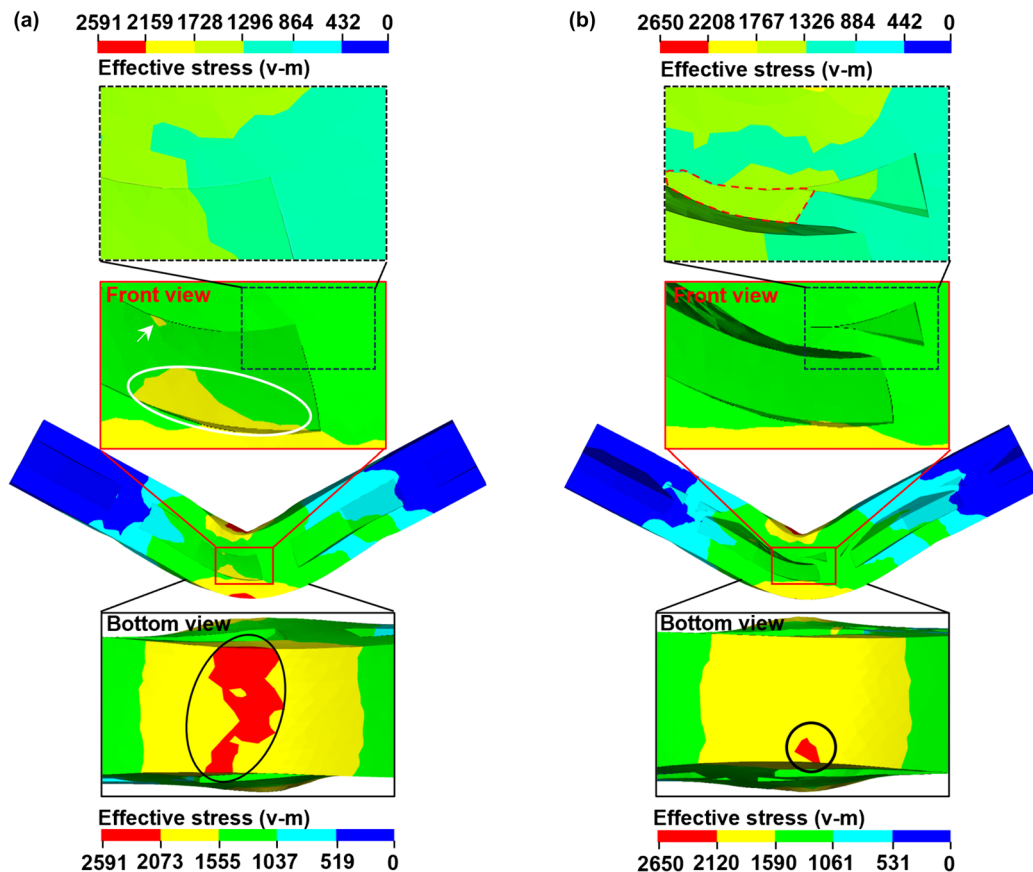 (a)
2591 2159 1728 1296 864 432 0
Effective stress (v-m)
Front view
Bottom view
Effective stress (v-m)
2591 2073 1555 1037 519 0
(b)
2650 2208 1767 1326 884 442 0
Effective stress (v-m)
Front view
Bottom view
Effective stress (v-m)
2650 2120 1590 1061 531 0